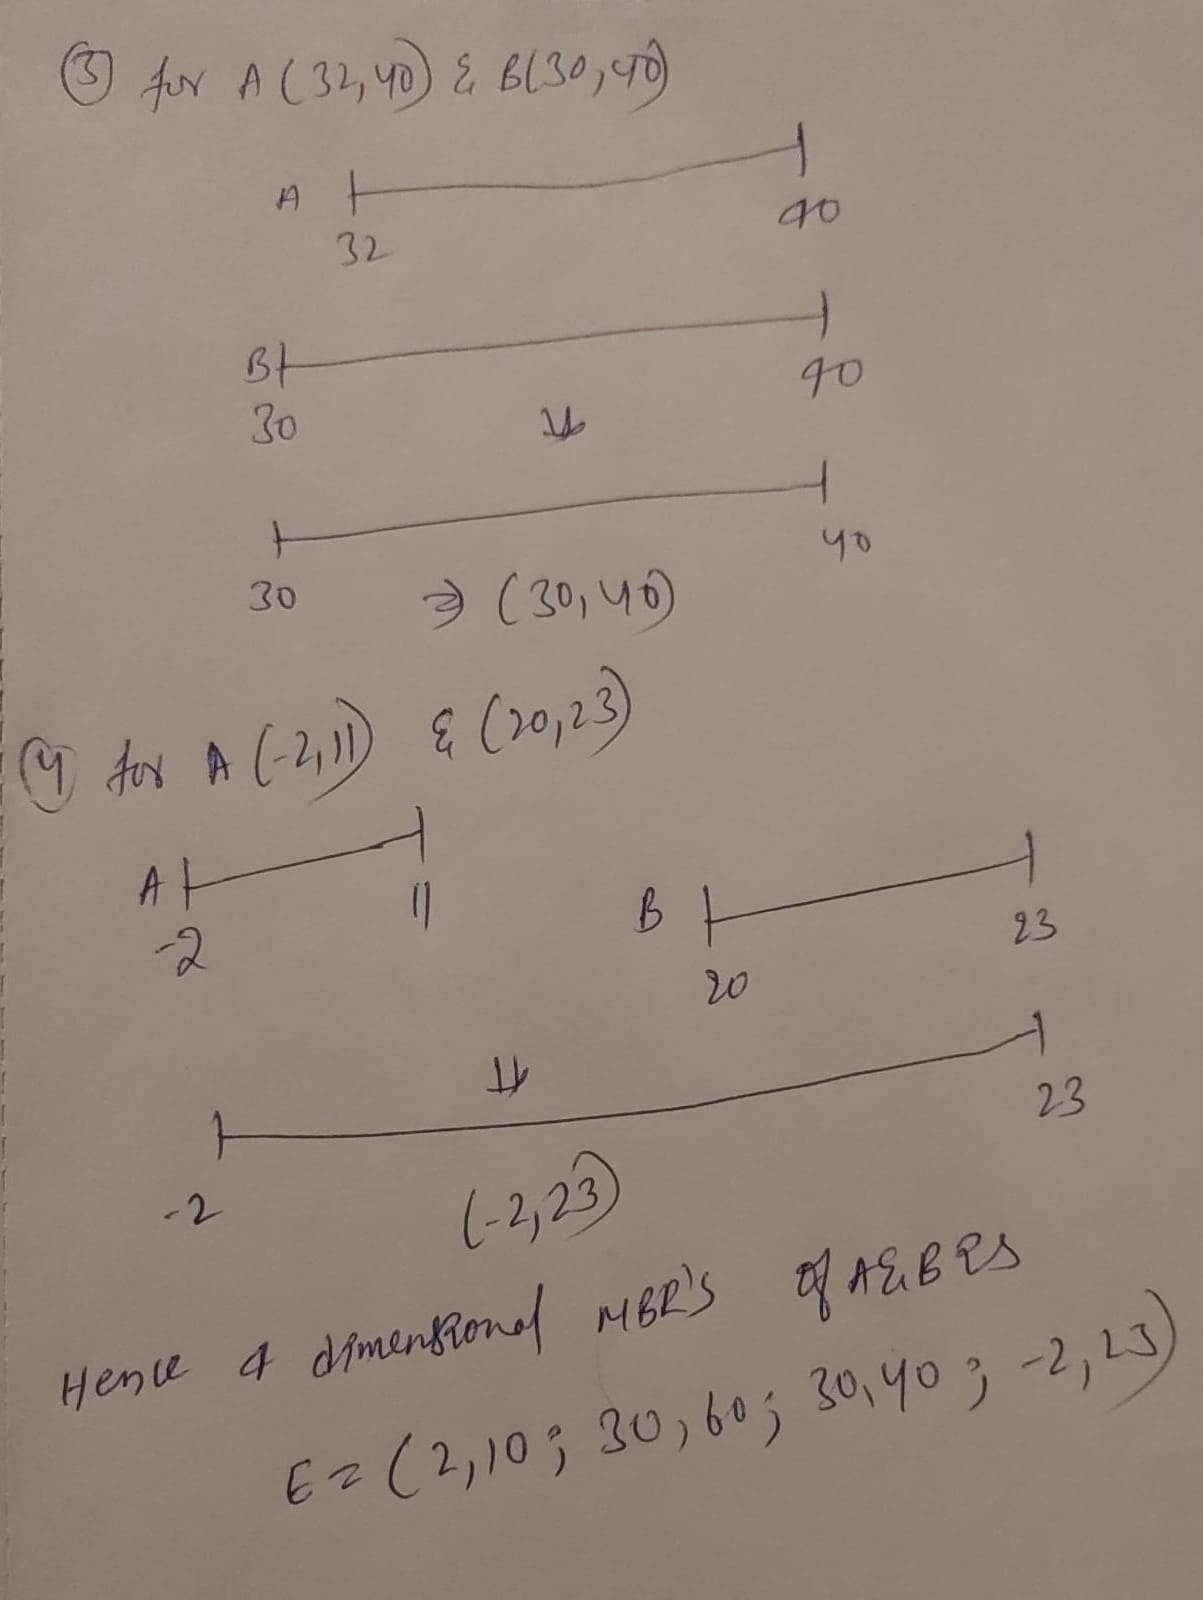 ③ for A (32,40) & B(30,40)
A
32
40
B
30
40
30
40
⇒ (30,40)
④ for A (-2,11) & (20,23)
A
-2
11
B
20
23
-2
23
(-2,23)
Hence 4 dimensional MBR's of A&B is
E = (2,10; 30,60; 30,40; -2,23)